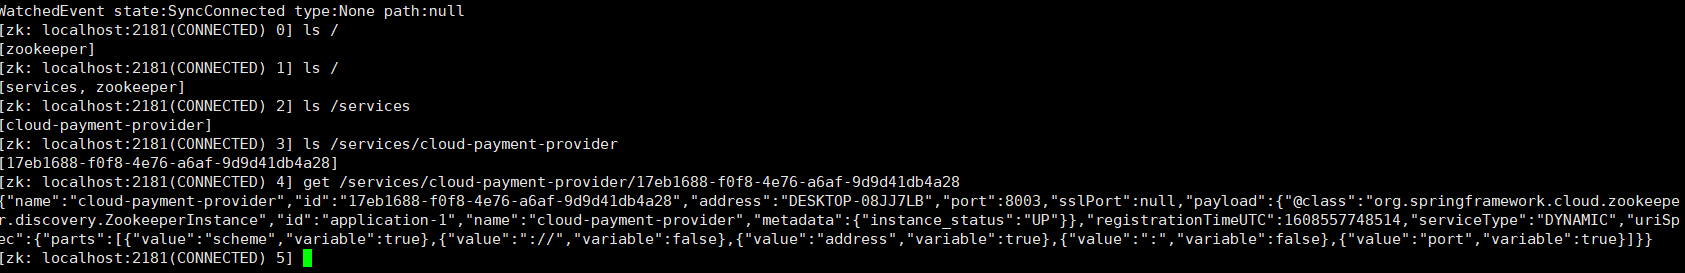 WatchedEvent state:SyncConnected type:None path:null
[zk: localhost:2181(CONNECTED) 0] ls /
[zookeeper]
[zk: localhost:2181(CONNECTED) 1] ls /
[services, zookeeper]
[zk: localhost:2181(CONNECTED) 2] ls /services
[cloud-payment-provider]
[zk: localhost:2181(CONNECTED) 3] ls /services/cloud-payment-provider
[17eb1688-f0f8-4e76-a6af-9d9d41db4a28]
[zk: localhost:2181(CONNECTED) 4] get /services/cloud-payment-provider/17eb1688-f0f8-4e76-a6af-9d9d41db4a28
{"name":"cloud-payment-provider","id":"17eb1688-f0f8-4e76-a6af-9d9d41db4a28","address":"DESKTOP-08JJ7LB","port":8003,"sslPort":null,"payload":{"@class":"org.springframework.cloud.zookeepe
r.discovery.ZookeeperInstance","id":"application-1","name":"cloud-payment-provider","metadata":{"instance_status":"UP"}},"registrationTimeUTC":1608557748514,"serviceType":"DYNAMIC","uriSp
ec":{"parts":[{"value":"scheme","variable":true},{"value":"://","variable":false},{"value":"address","variable":true},{"value":":","variable":false},{"value":"port","variable":true}]}}
[zk: localhost:2181(CONNECTED) 5]